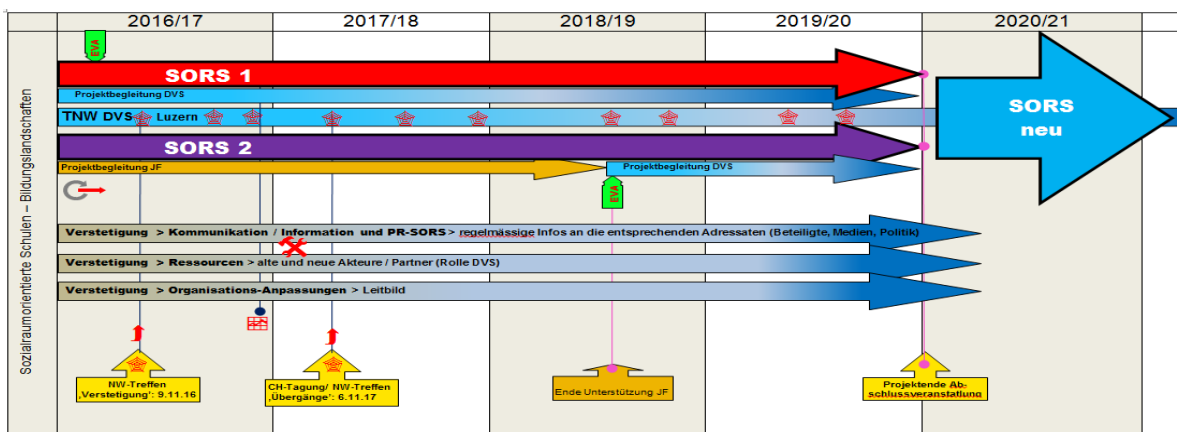 2016/17
2017/18
2018/19
2019/20
2020/21
Sozialraumorientierte Schulen – Bildungslandschaften
EVA
SORS 1
Projektbegleitung DVS
TNW DVS – Luzern
SORS neu
SORS 2
Projektbegleitung JF
Projektbegleitung DVS
EVA
Verstetigung > Kommunikation / Information und PR-SORS > regelmässige Infos an die entsprechenden Adressaten (Beteiligte, Medien, Politik)
Verstetigung > Ressourcen > alte und neue Akteure / Partner (Rolle DVS)
Verstetigung > Organisations-Anpassungen > Leitbild
NW-Treffen
‚Verstetigung': 9.11.16
CH-Tagung/ NW-Treffen
‚Übergänge': 6.11.17
Ende Unterstützung JF
Projektende Ab-
schlussveranstatlung